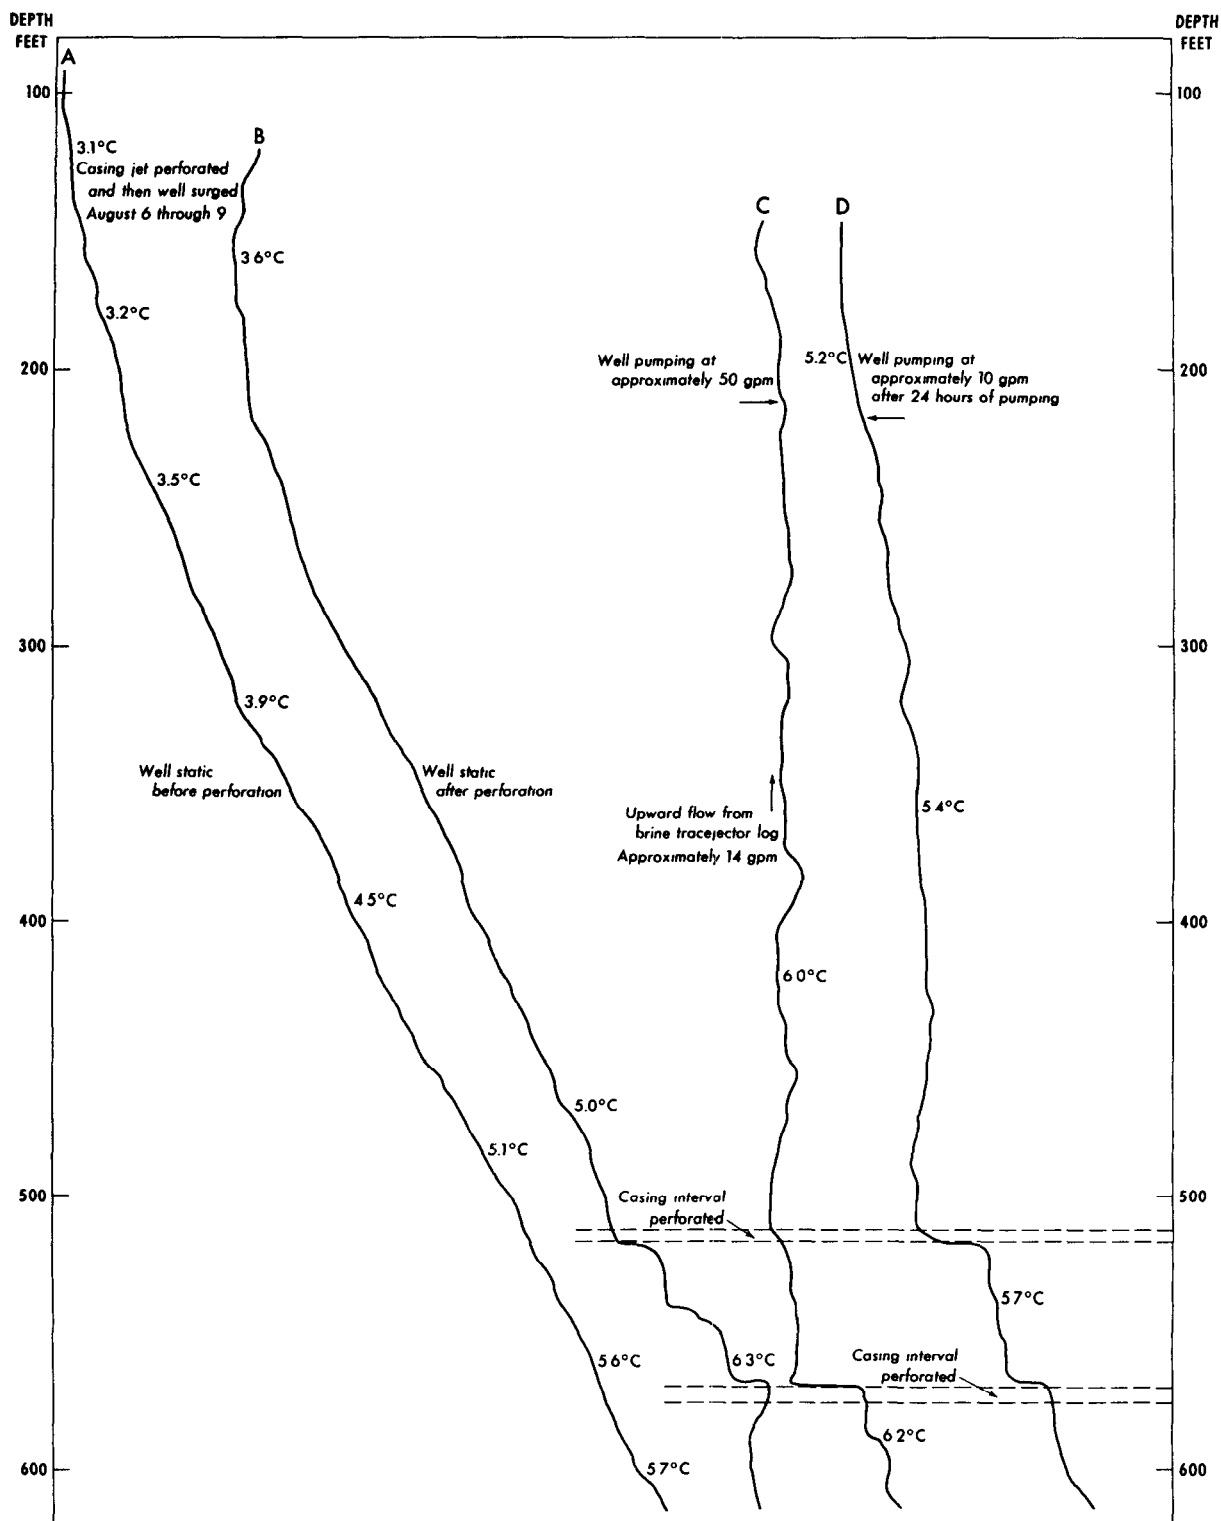 DEPTH
FEET
DEPTH
FEET
A
100
100
B
3.1°C
Casing jet perforated
and then well surged
August 6 through 9
C
D
3 6°C
3.2°C
Well pumping at
approximately 50 gpm
5.2°C
Well pumping at
approximately 10 gpm
after 24 hours of pumping
200
200
3.5°C
300
300
3.9°C
Well static
before perforation
Well static
after perforation
Upward flow from
brine tracejector log
Approximately 14 gpm
5 4°C
4 5°C
400
400
6 0°C
5.0°C
5.1°C
500
500
Casing interval
perforated
5 7°C
5 6°C
6 3°C
Casing interval
perforated
6 2°C
5 7°C
600
600